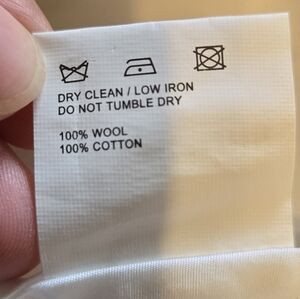 DRY CLEAN / LOW IRON
DO NOT TUMBLE DRY
100% WOOL
100% COTTON